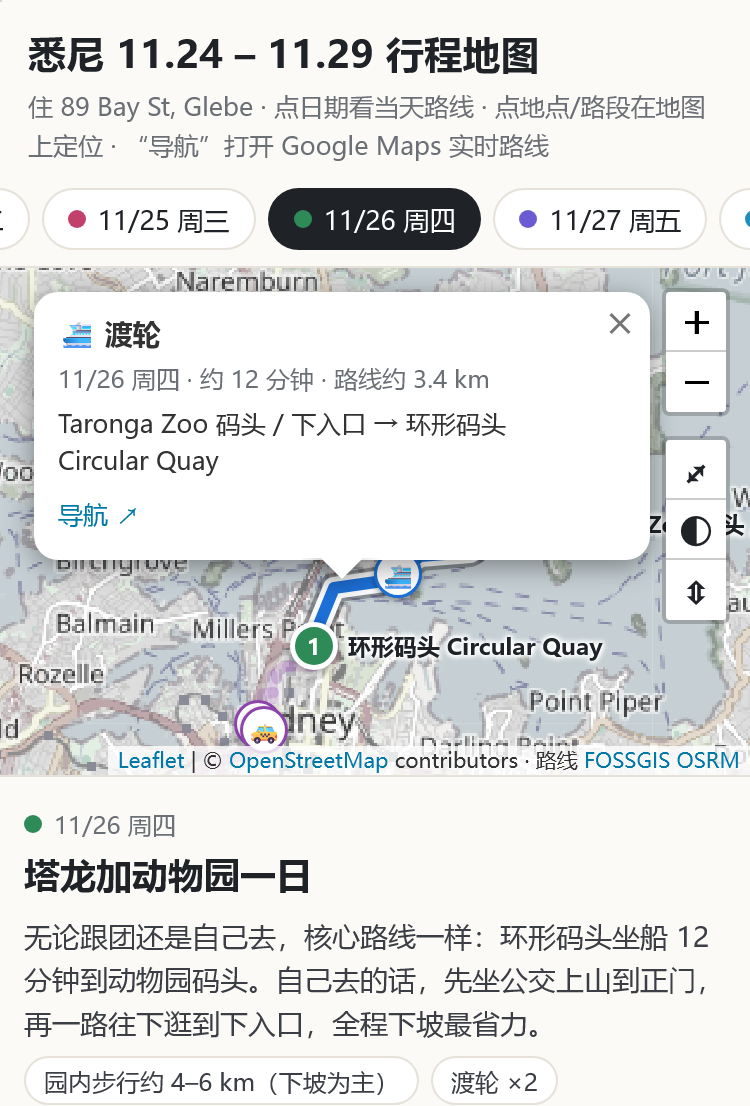 悉尼 11.24 – 11.29 行程地图
住 89 Bay St, Glebe · 点日期看当天路线 · 点地点/路段在地图
上定位 · “导航”打开 Google Maps 实时路线
11/25 周三
11/26 周四
11/27 周五
Naremburn
渡轮
11/26 周四 · 约 12 分钟 · 路线约 3.4 km
Taronga Zoo 码头 / 下入口 → 环形码头
Circular Quay
导航 ↗
+
−
Birchgrove
Balmain
Millers Point
1
环形码头 Circular Quay
Rozelle
Point Piper
dney
Darling Point
Leaflet | © OpenStreetMap contributors · 路线 FOSSGIS OSRM
11/26 周四
塔龙加动物园一日
无论跟团还是自己去，核心路线一样：环形码头坐船 12
分钟到动物园码头。自己去的话，先坐公交上山到正门，
再一路往下逛到下入口，全程下坡最省力。
园内步行约 4–6 km（下坡为主）
渡轮 ×2